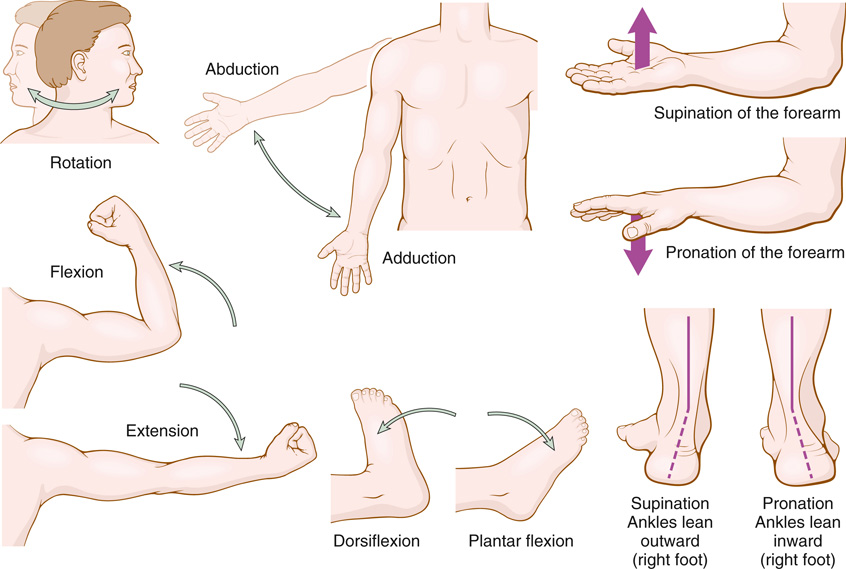 Rotation
Abduction
Adduction
Supination of the forearm
Pronation of the forearm
Flexion
Extension
Dorsiflexion
Plantar flexion
Supination
Ankles lean
outward
(right foot)
Pronation
Ankles lean
inward
(right foot)